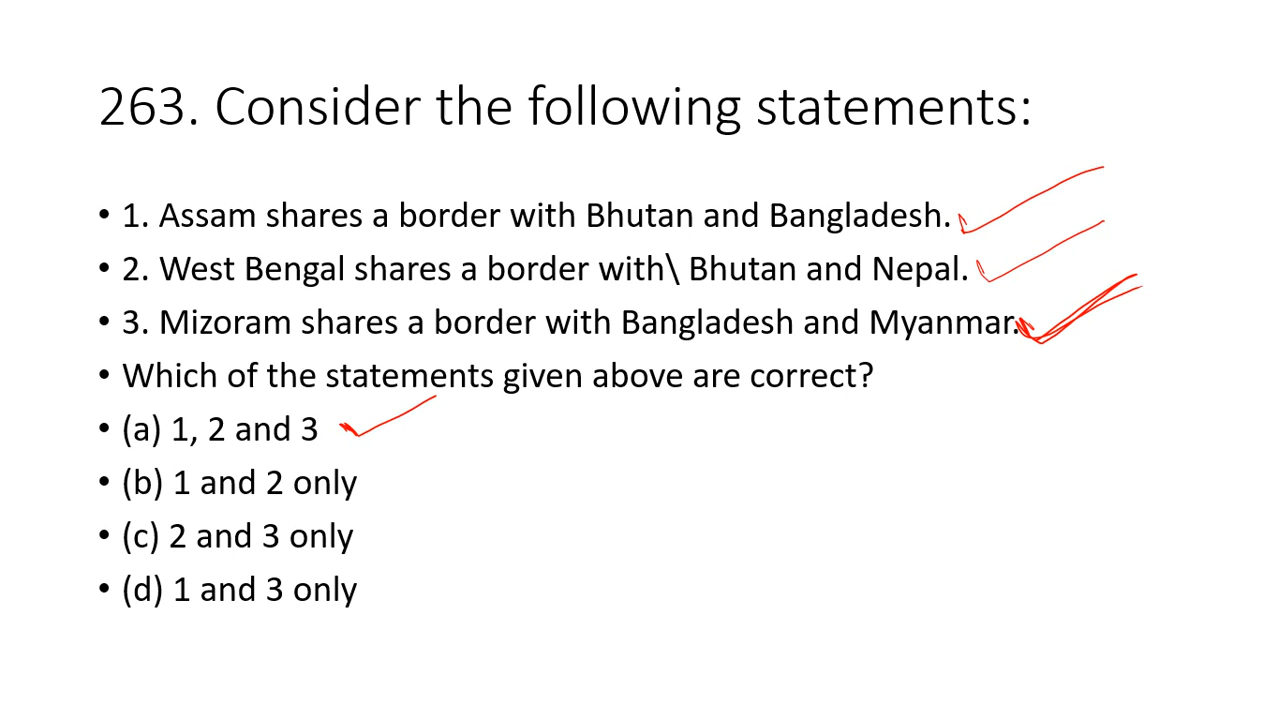 263. Consider the following statements:
• 1. Assam shares a border with Bhutan and Bangladesh.
• 2. West Bengal shares a border with\ Bhutan and Nepal.
• 3. Mizoram shares a border with Bangladesh and Myanmar.
• Which of the statements given above are correct?
• (a) 1, 2 and 3
• (b) 1 and 2 only
• (c) 2 and 3 only
• (d) 1 and 3 only